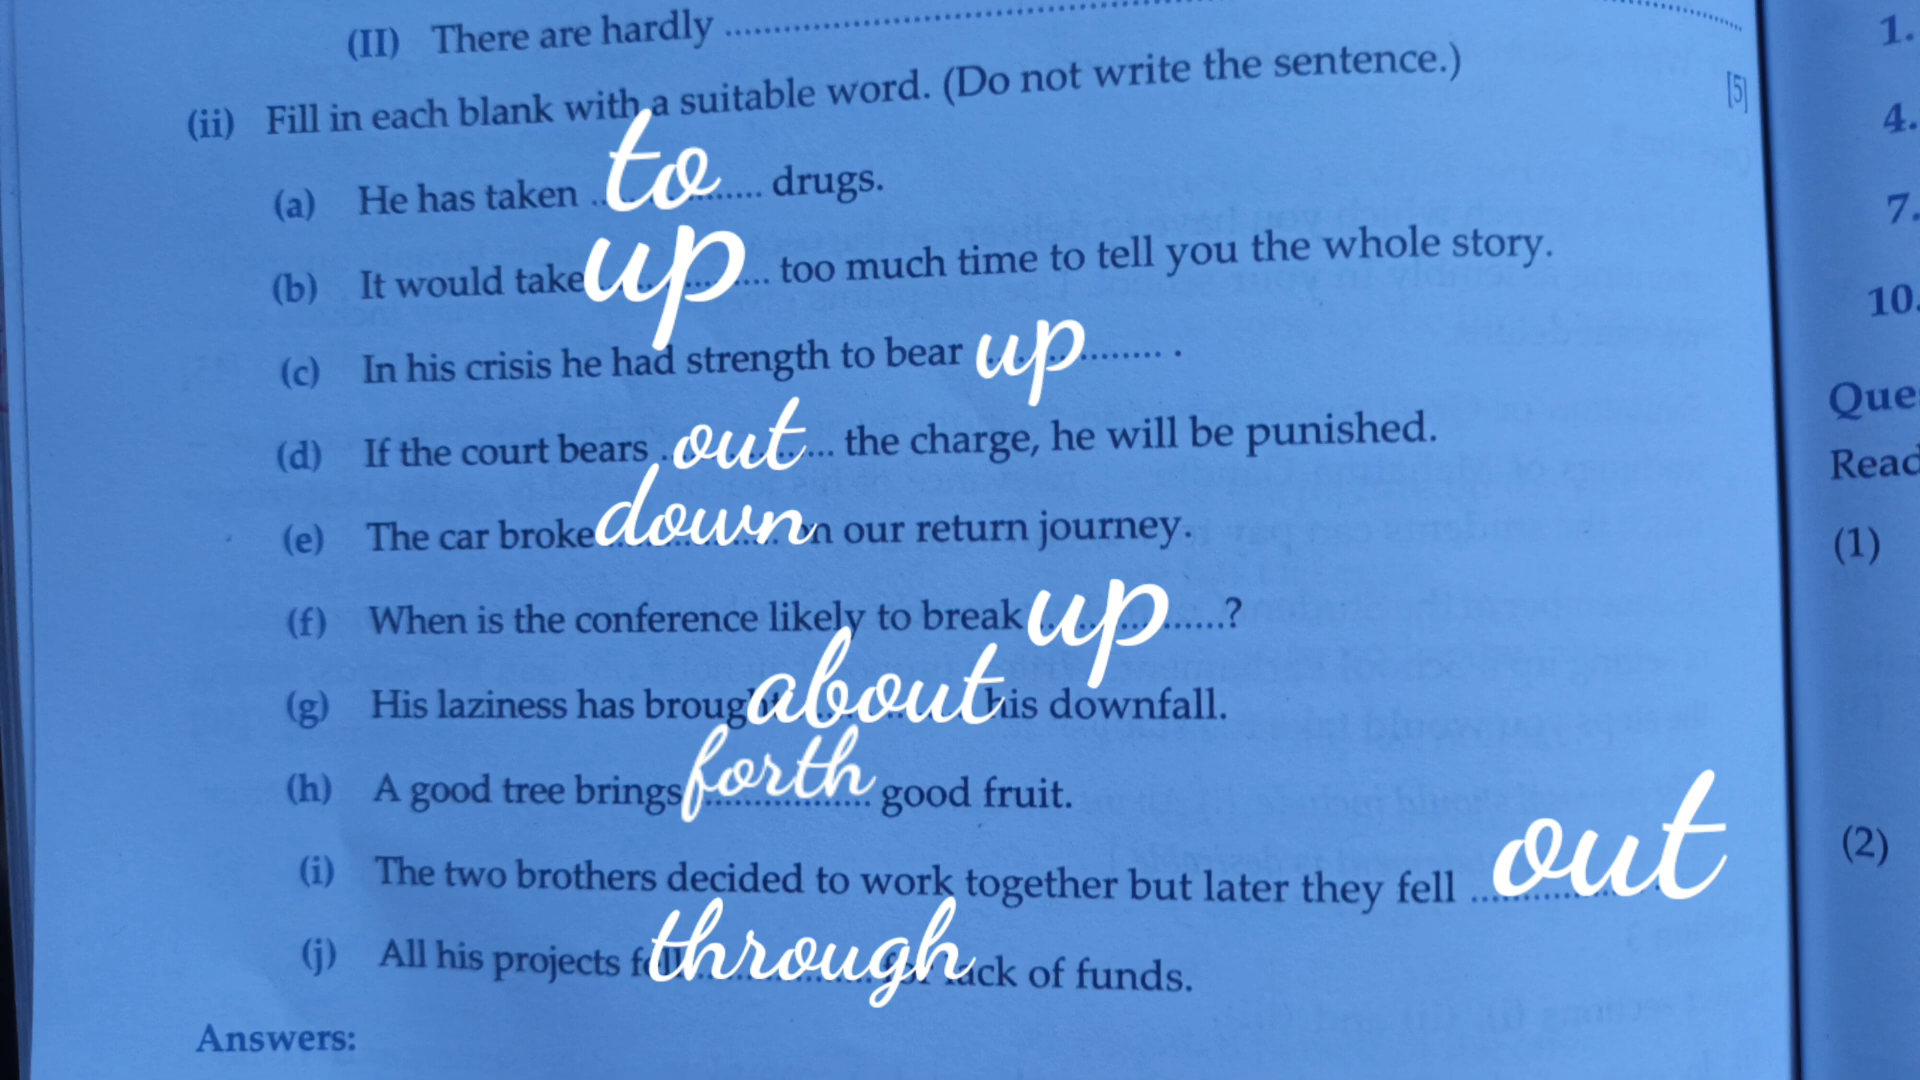 (II) There are hardly ........................ 1.
(ii) Fill in each blank with a suitable word. (Do not write the sentence.) [5]
4.
(a) He has taken to drugs.
7.
(b) It would take up too much time to tell you the whole story.
10.
(c) In his crisis he had strength to bear up .
Que
(d) If the court bears out the charge, he will be punished.
Read
(e) The car broke down on our return journey.
(1)
(f) When is the conference likely to break up ?
(g) His laziness has brought about his downfall.
(h) A good tree brings forth good fruit.
(i) The two brothers decided to work together but later they fell out
(2)
(j) All his projects fell through for lack of funds.
Answers: